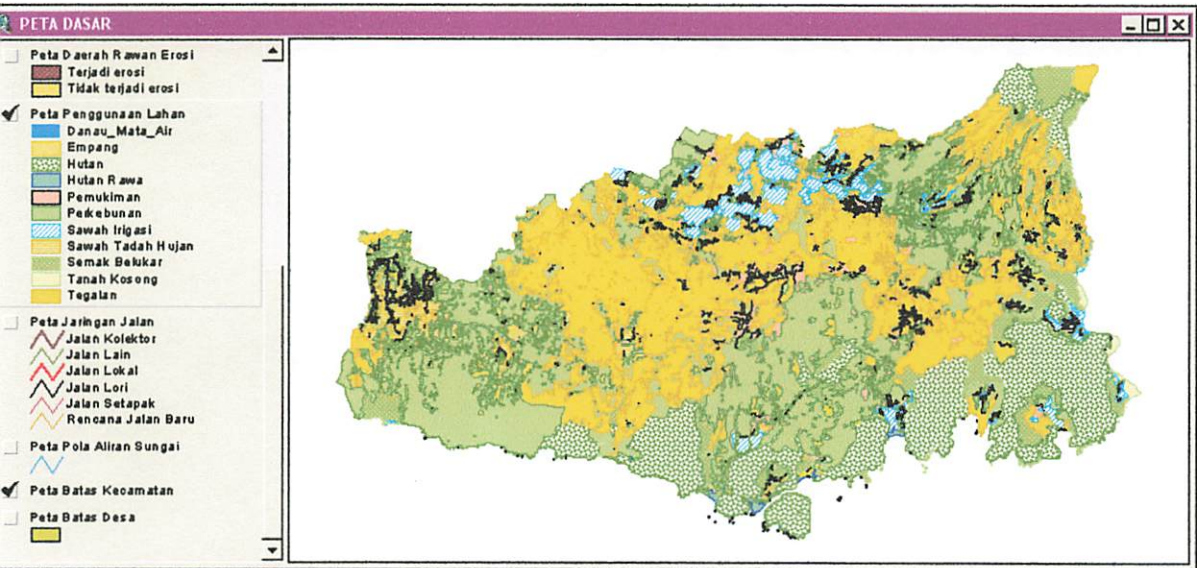 PETA DASAR
Peta Daerah Rawan Erosi
Terjadi erosi
Tidak terjadi erosi
Peta Penggunaan Lahan
Danau_Mata_Air
Empang
Hutan
Hutan Rawa
Pemukiman
Perkebunan
Sawah Irigasi
Sawah Tadah Hujan
Semak Belukar
Tanah Kosong
Tegalan
Peta Jaringan Jalan
Jalan Kolektor
Jalan Lain
Jalan Lokal
Jalan Lori
Jalan Setapak
Rencana Jalan Baru
Peta Pola Aliran Sungai
Peta Batas Kecamatan
Peta Batas Desa